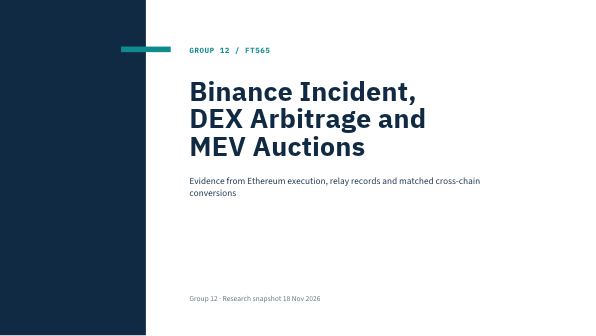 GROUP 12 / FT565
Binance Incident,
DEX Arbitrage and
MEV Auctions
Evidence from Ethereum execution, relay records and matched cross-chain
conversions
Group 12 · Research snapshot 18 Nov 2026